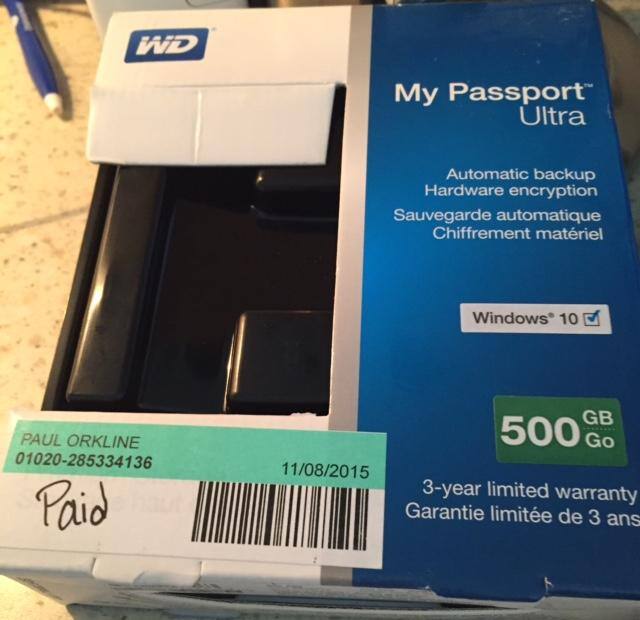 WD
My Passport™
Ultra
Automatic backup
Hardware encryption
Sauvegarde automatique
Chiffrement matériel
Windows® 10
500 GB
Go
3-year limited warranty
Garantie limitée de 3 ans
PAUL ORKLINE
01020-285334136
11/08/2015
Paid